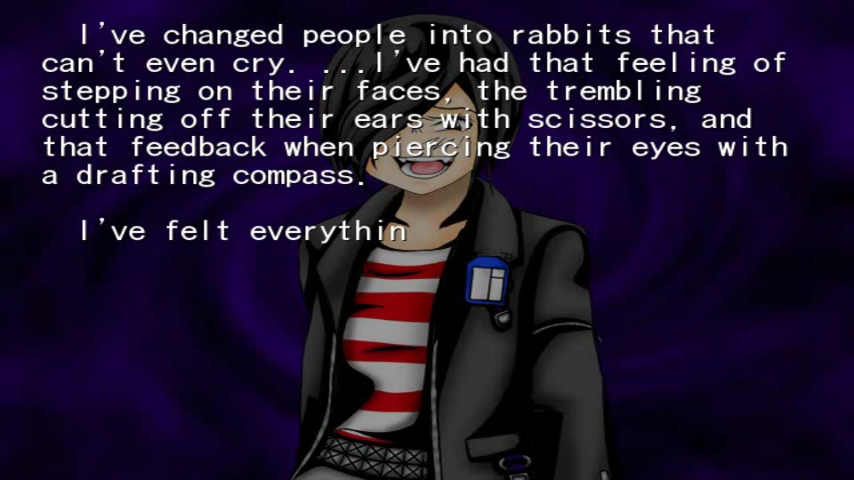 I've changed people into rabbits that
can't even cry. ...I've had that feeling of
stepping on their faces, the trembling
cutting off their ears with scissors, and
that feedback when piercing their eyes with
a drafting compass.
I've felt everythin